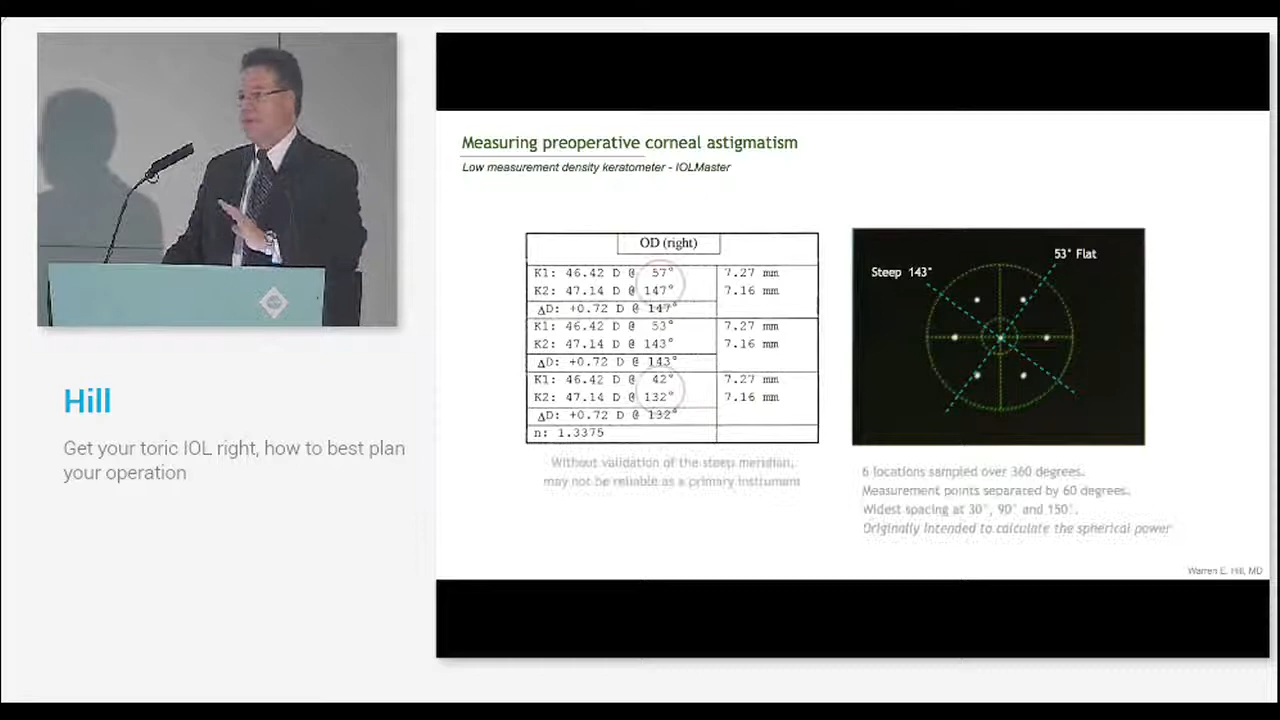 Hill
Get your toric IOL right, how to best plan
your operation
Measuring preoperative corneal astigmatism
Low measurement density keratometer - IOLMaster
OD (right)
K1: 46.42 D @ 57° 7.27 mm
K2: 47.14 D @ 147° 7.16 mm
ΔD: +0.72 D @ 147°
K1: 46.42 D @ 53° 7.27 mm
K2: 47.14 D @ 143° 7.16 mm
ΔD: +0.72 D @ 143°
K1: 46.42 D @ 42° 7.27 mm
K2: 47.14 D @ 132° 7.16 mm
ΔD: +0.72 D @ 132°
n: 1.3375
Without validation of the steep meridian,
may not be reliable as a primary instrument
53° Flat
Steep 143°
6 locations sampled over 360 degrees.
Measurement points separated by 60 degrees.
Widest spacing at 30°, 90° and 150°.
Originally intended to calculate the spherical power
Warren E. Hill, MD